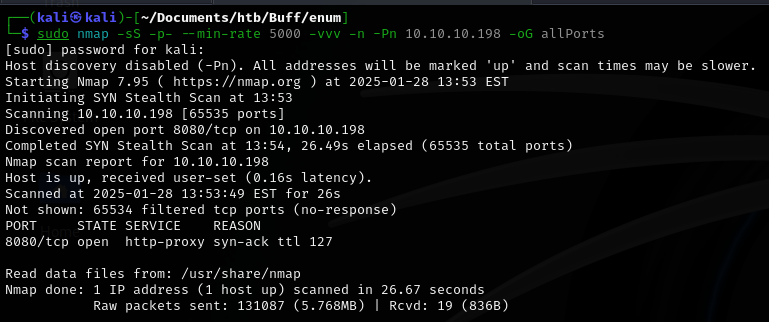 ┌──(kali㉿kali)-[~/Documents/htb/Buff/enum]
└─$ sudo nmap -sS -p- --min-rate 5000 -vvv -n -Pn 10.10.10.198 -oG allPorts
[sudo] password for kali:
Host discovery disabled (-Pn). All addresses will be marked 'up' and scan times may be slower.
Starting Nmap 7.95 ( https://nmap.org ) at 2025-01-28 13:53 EST
Initiating SYN Stealth Scan at 13:53
Scanning 10.10.10.198 [65535 ports]
Discovered open port 8080/tcp on 10.10.10.198
Completed SYN Stealth Scan at 13:54, 26.49s elapsed (65535 total ports)
Nmap scan report for 10.10.10.198
Host is up, received user-set (0.16s latency).
Scanned at 2025-01-28 13:53:49 EST for 26s
Not shown: 65534 filtered tcp ports (no-response)
PORT     STATE SERVICE    REASON
8080/tcp open  http-proxy syn-ack ttl 127

Read data files from: /usr/share/nmap
Nmap done: 1 IP address (1 host up) scanned in 26.67 seconds
           Raw packets sent: 131087 (5.768MB) | Rcvd: 19 (836B)